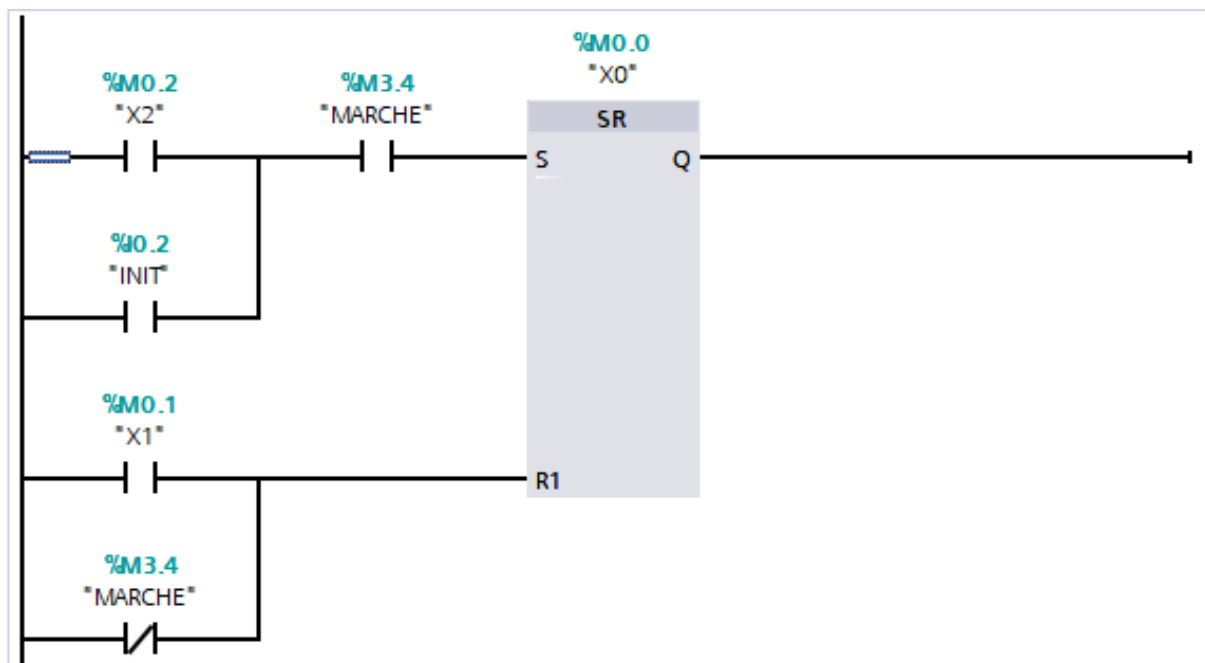 %M0.0
"X0"
%M0.2
"X2"
%M3.4
"MARCHE"
SR
S
Q
%I0.2
"INIT"
%M0.1
"X1"
R1
%M3.4
"MARCHE"